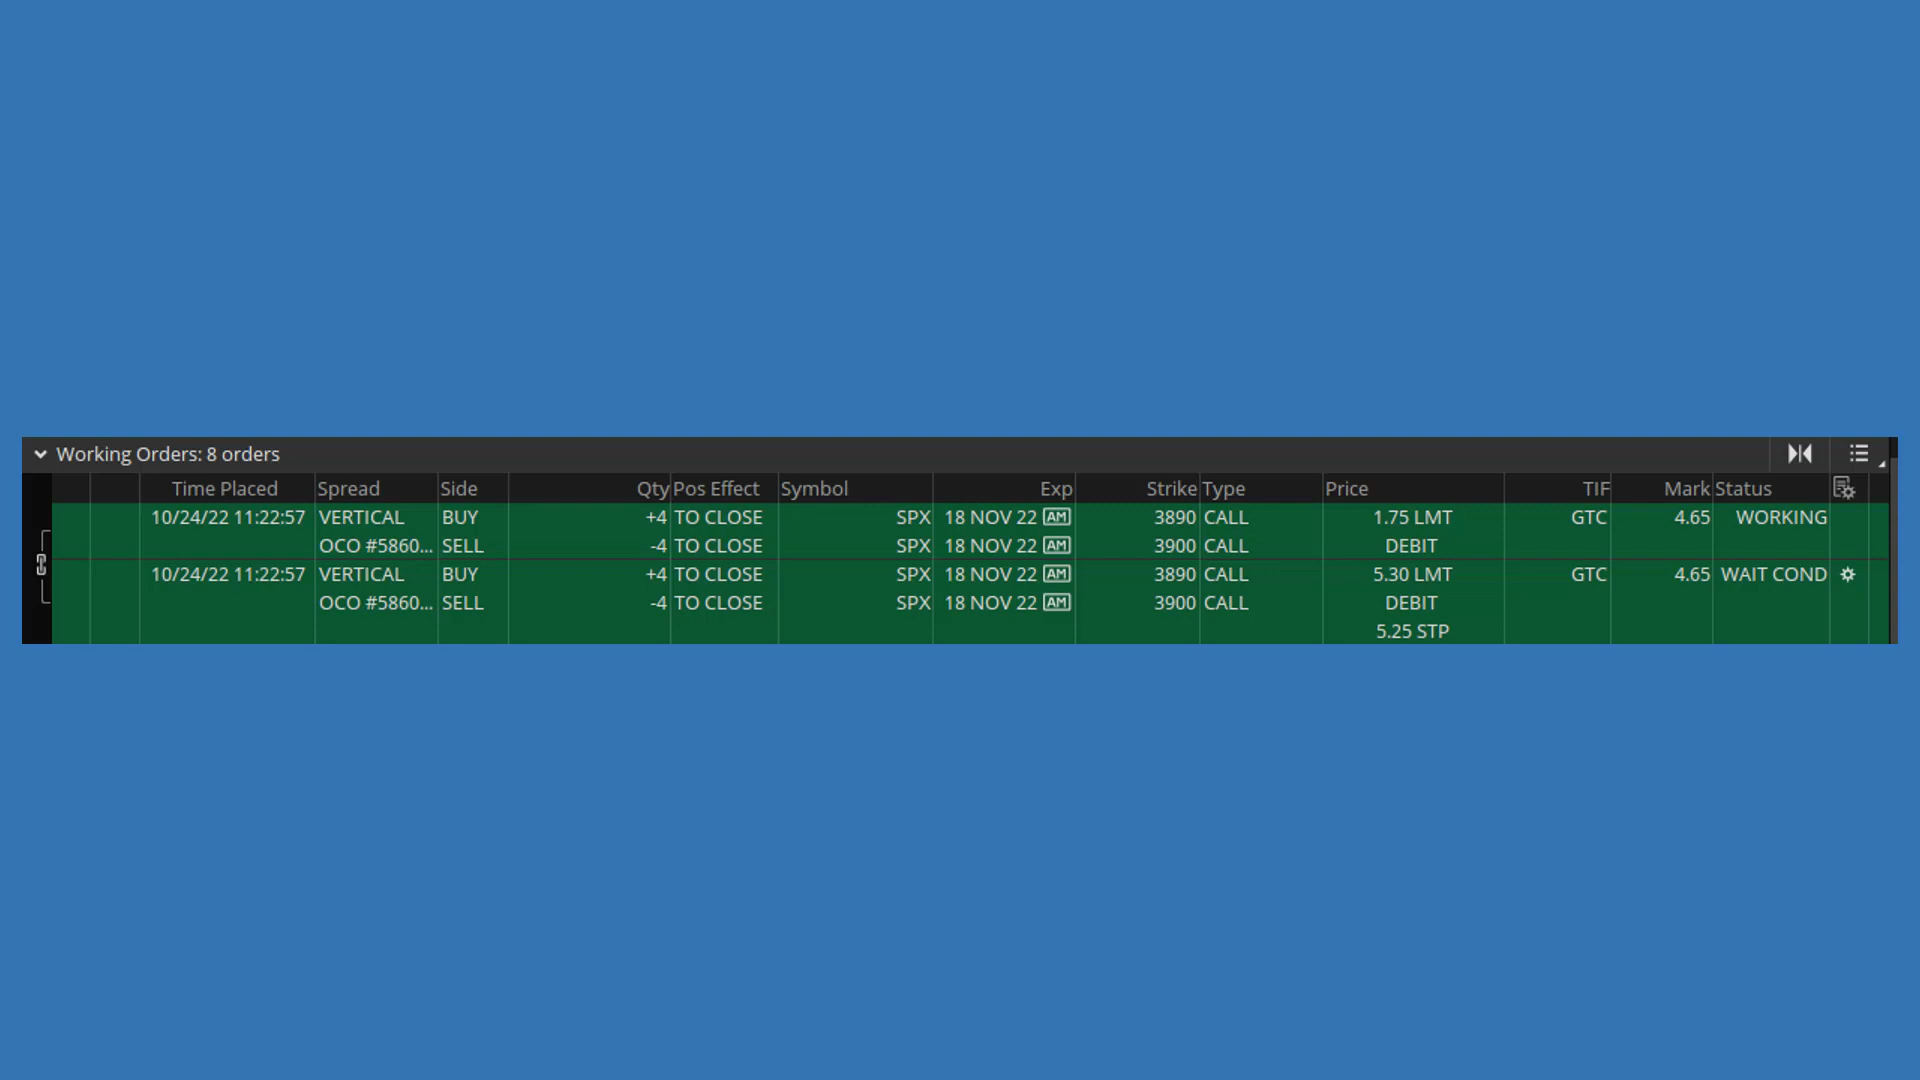 Working Orders: 8 orders
Time Placed Spread Side Qty Pos Effect Symbol Exp Strike Type Price TIF Mark Status
10/24/22 11:22:57 VERTICAL BUY +4 TO CLOSE SPX 18 NOV 22 AM 3890 CALL 1.75 LMT GTC 4.65 WORKING
OCO #5860... SELL -4 TO CLOSE SPX 18 NOV 22 AM 3900 CALL DEBIT
10/24/22 11:22:57 VERTICAL BUY +4 TO CLOSE SPX 18 NOV 22 AM 3890 CALL 5.30 LMT GTC 4.65 WAIT COND
OCO #5860... SELL -4 TO CLOSE SPX 18 NOV 22 AM 3900 CALL DEBIT
5.25 STP